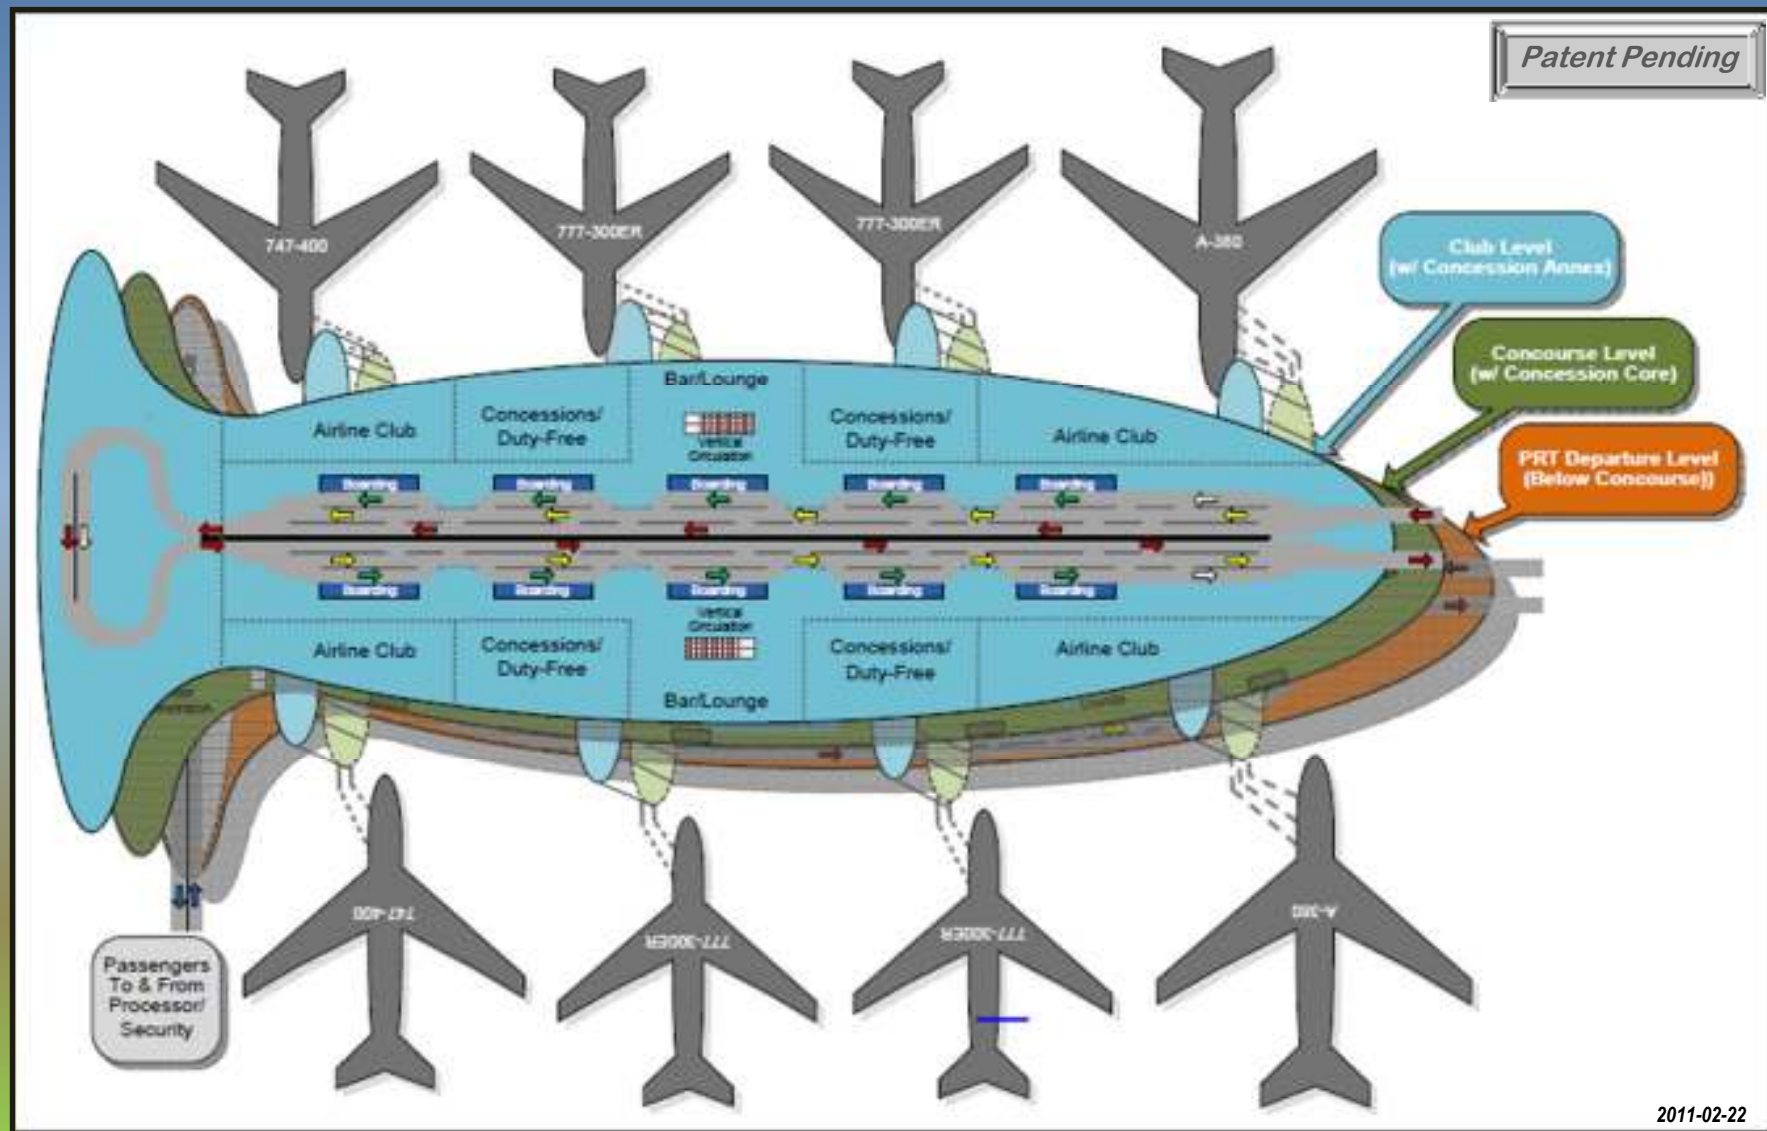 Patent Pending
747-400
777-300ER
777-300ER
A-380
Club Level
(w/ Concession Annex)
Concourse Level
(w/ Concession Core)
PRT Departure Level
(Below Concourse))
Bar/Lounge
Airline Club
Concessions/
Duty-Free
Vertical
Circulation
Concessions/
Duty-Free
Airline Club
Boarding
Boarding
Boarding
Boarding
Boarding
Boarding
Boarding
Boarding
Boarding
Boarding
Airline Club
Concessions/
Duty-Free
Vertical
Circulation
Bar/Lounge
Concessions/
Duty-Free
Airline Club
747-400
777-300ER
777-300ER
A-380
Passengers
To & From
Processor/
Security
2011-02-22